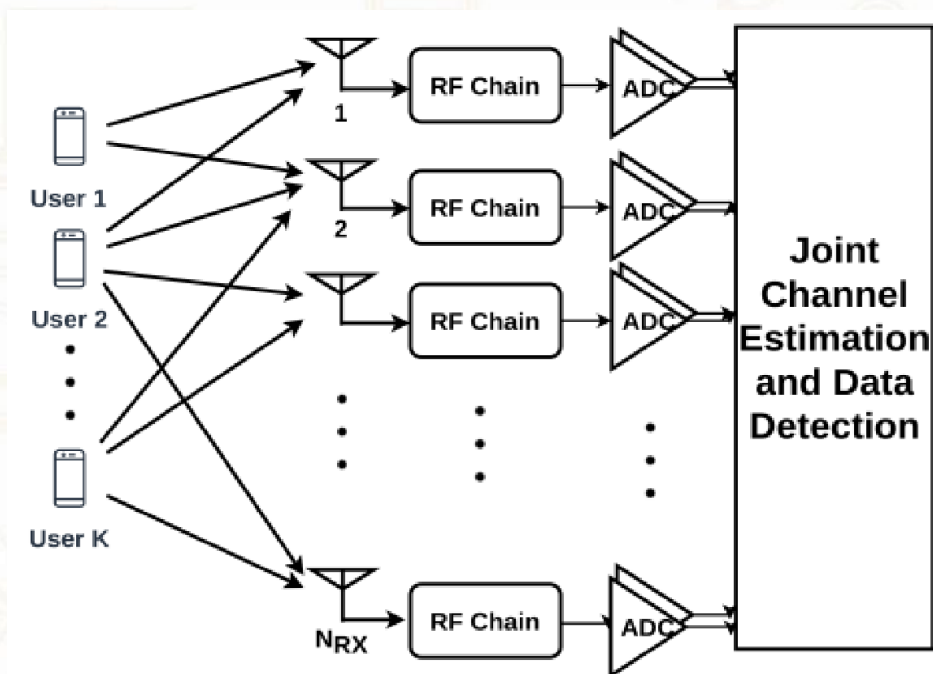 User 1
User 2
User K
1
2
NRX
RF Chain
ADC
RF Chain
ADC
RF Chain
ADC
RF Chain
ADC
Joint
Channel
Estimation
and Data
Detection